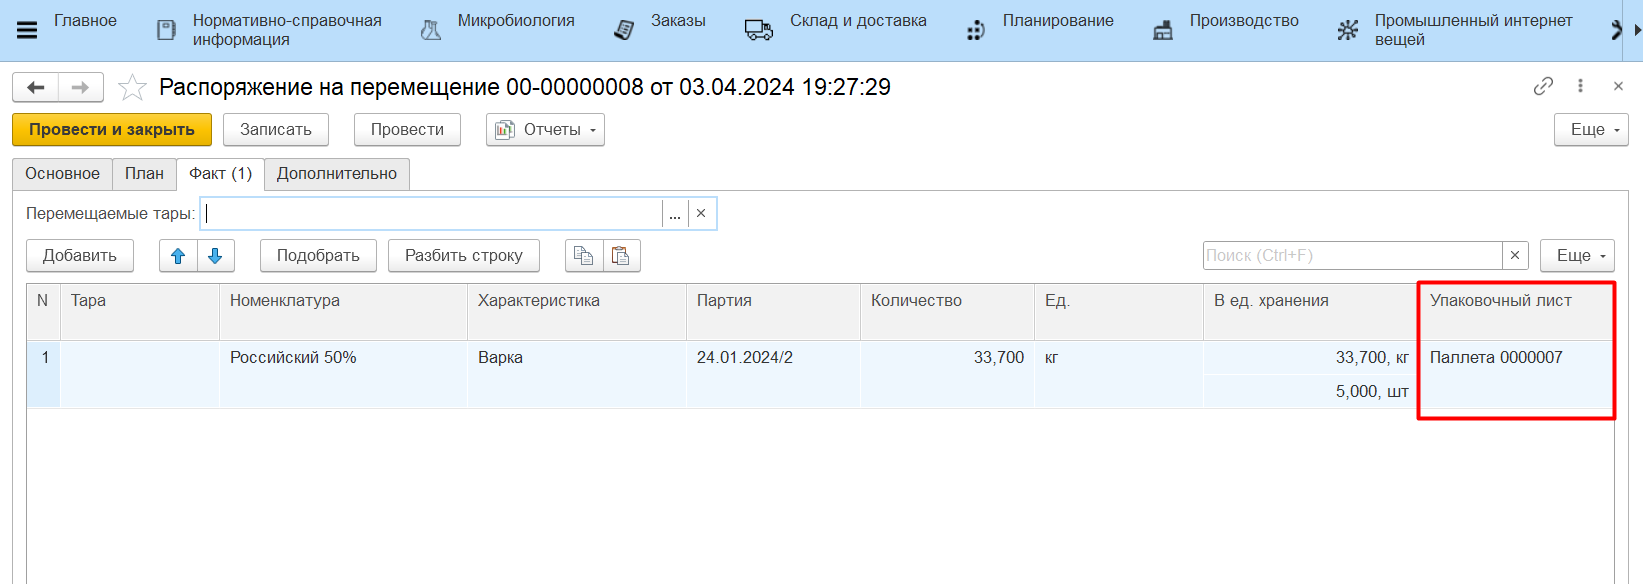 Главное
Нормативно-справочная
информация
Микробиология
Заказы
Склад и доставка
Планирование
Производство
Промышленный интернет
вещей
Распоряжение на перемещение 00-00000008 от 03.04.2024 19:27:29
Провести и закрыть
Записать
Провести
Отчеты
Еще
Основное
План
Факт (1)
Дополнительно
Перемещаемые тары:
...
Добавить
Подобрать
Разбить строку
Поиск (Ctrl+F)
Еще
N Тара Номенклатура Характеристика Партия Количество Ед. В ед. хранения Упаковочный лист
1 Российский 50% Варка 24.01.2024/2 33,700 кг 33,700, кг Паллета 0000007
5,000, шт